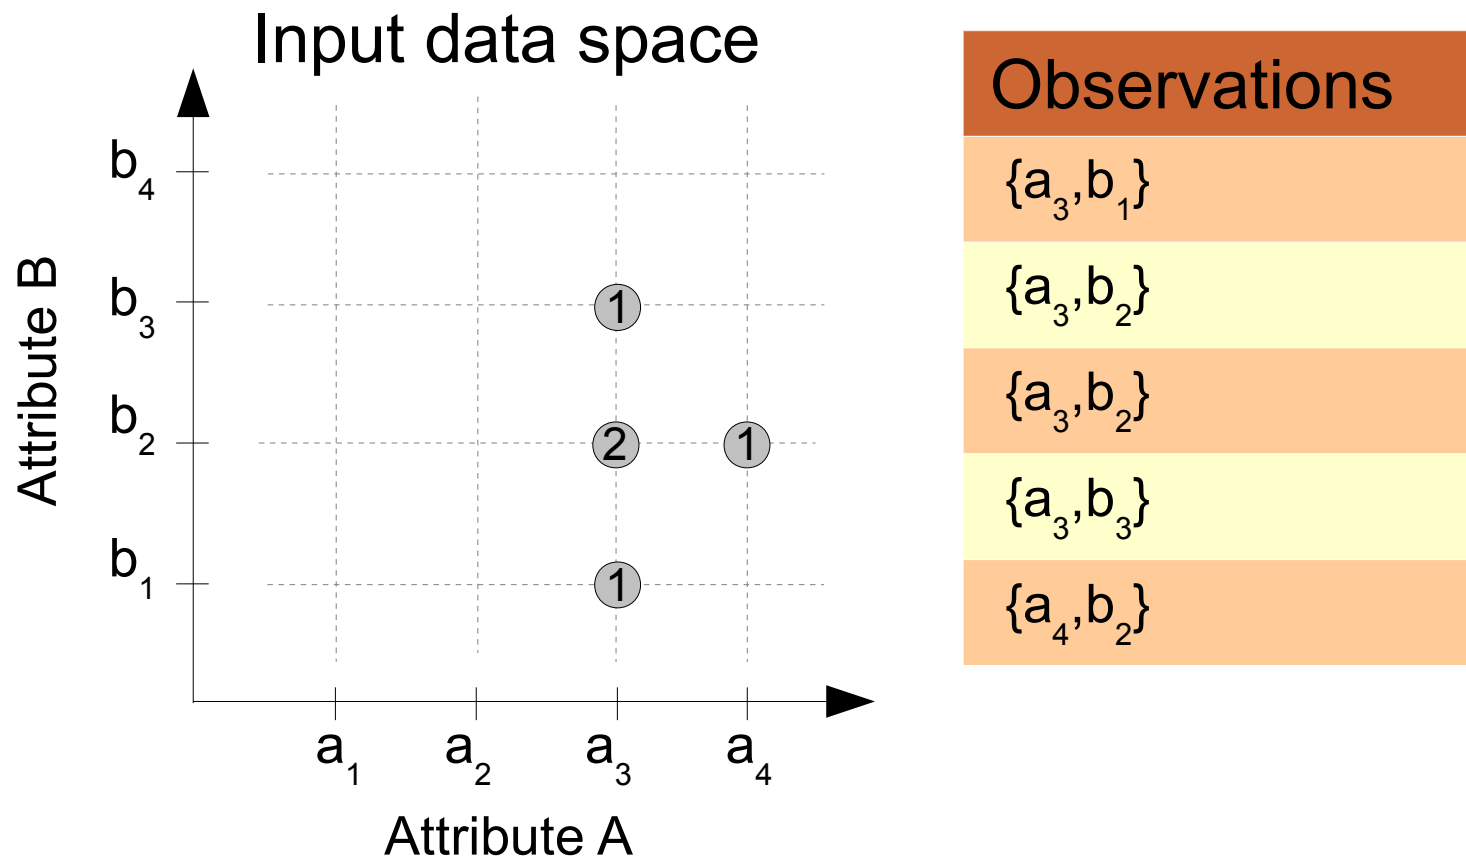 Input data space
b4
b3
b2
b1
Attribute B
1
2 1
1
a1 a2 a3 a4
Attribute A
Observations
{a3,b1}
{a3,b2}
{a3,b2}
{a3,b3}
{a4,b2}